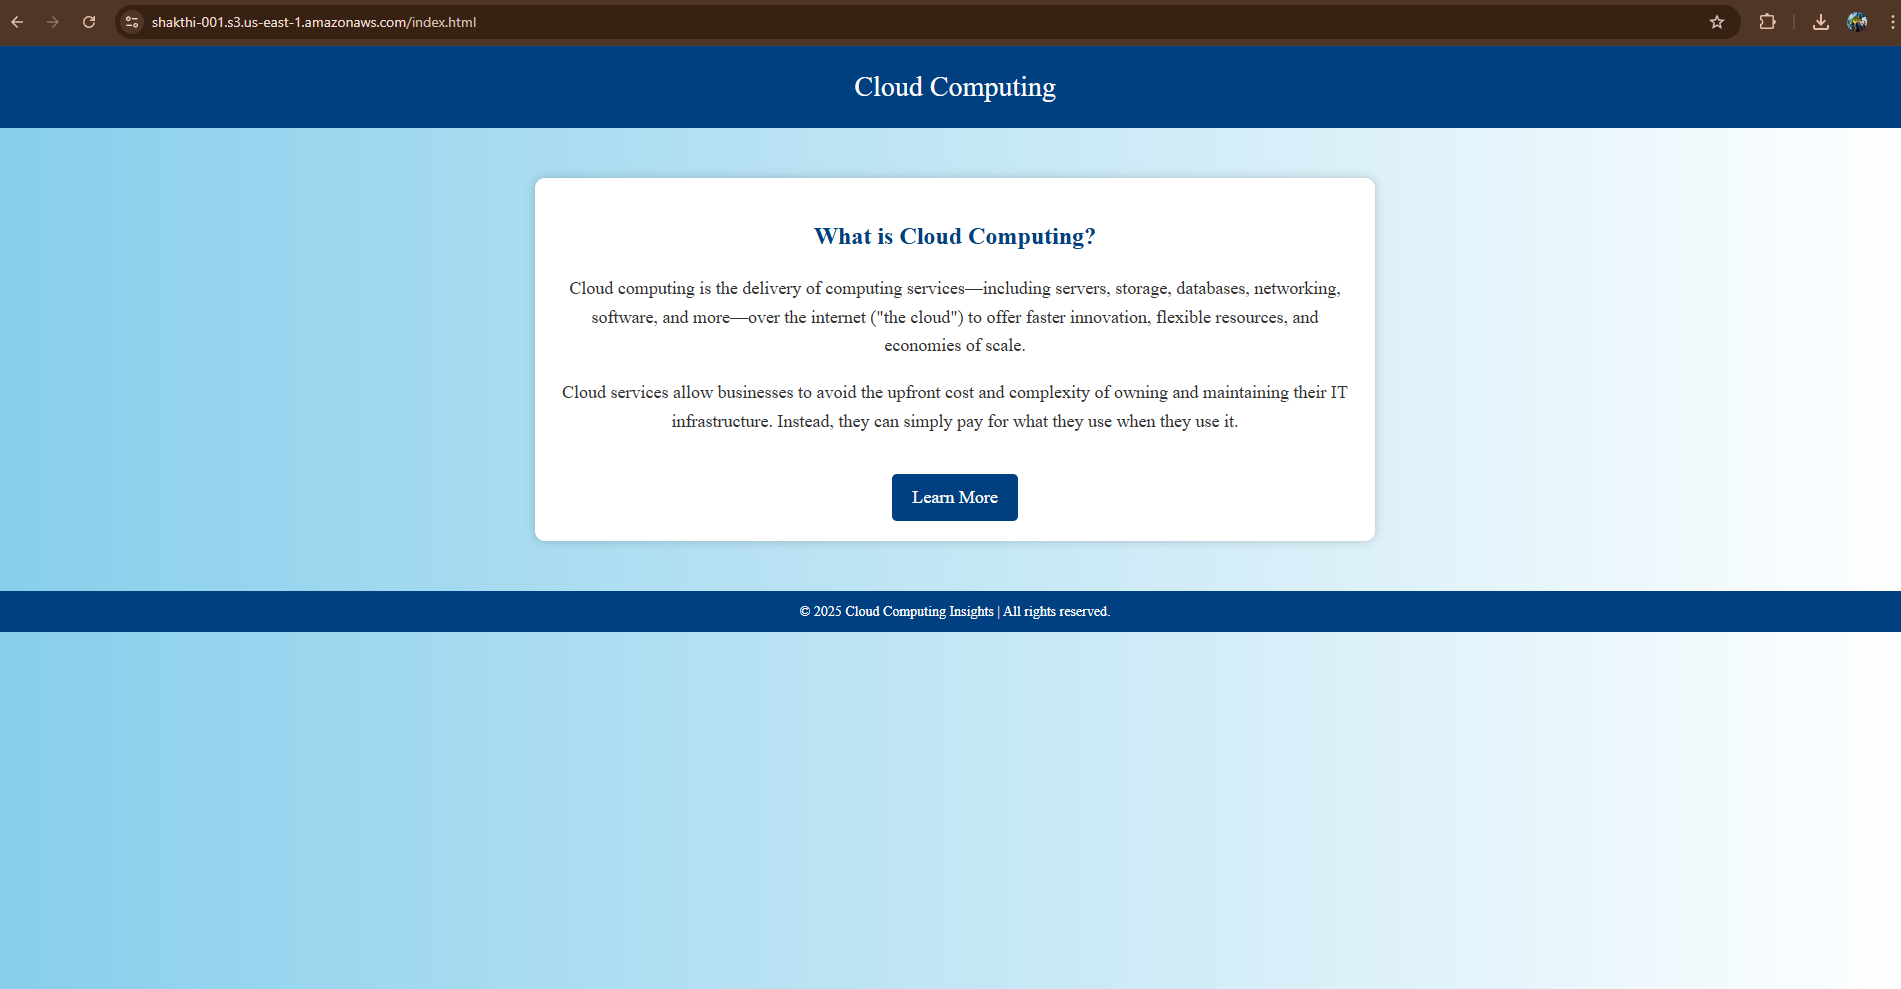 shakthi-001.s3.us-east-1.amazonaws.com/index.html
Cloud Computing
What is Cloud Computing?
Cloud computing is the delivery of computing services—including servers, storage, databases, networking,
software, and more—over the internet ("the cloud") to offer faster innovation, flexible resources, and
economies of scale.
Cloud services allow businesses to avoid the upfront cost and complexity of owning and maintaining their IT
infrastructure. Instead, they can simply pay for what they use when they use it.
Learn More
© 2025 Cloud Computing Insights | All rights reserved.